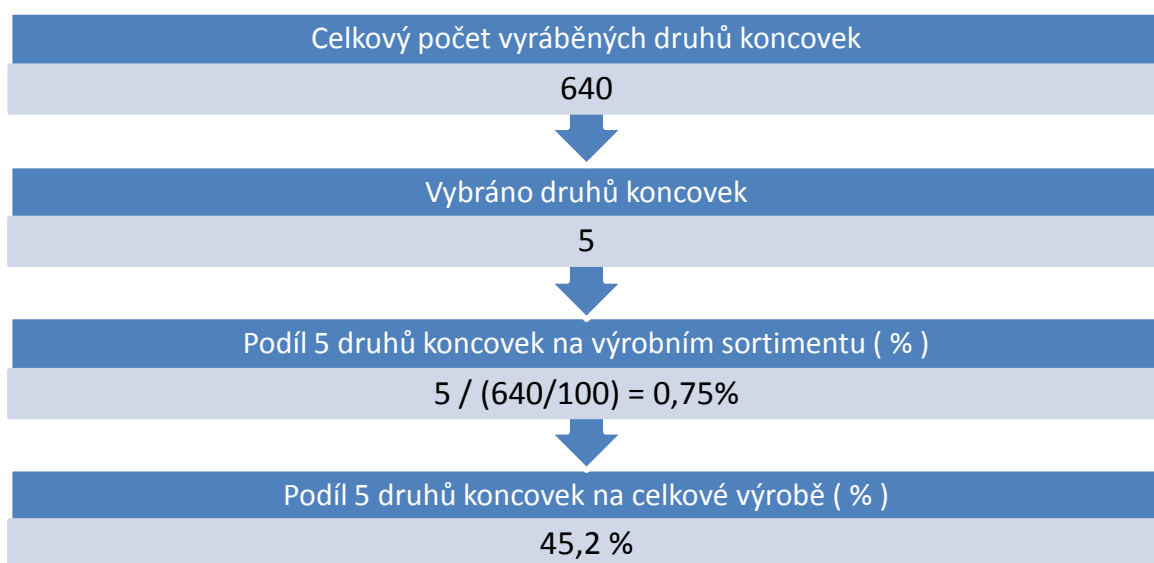 Celkový počet vyráběných druhů koncovek
640
Vybráno druhů koncovek
5
Podíl 5 druhů koncovek na výrobním sortimentu ( % )
5 / (640/100) = 0,75%
Podíl 5 druhů koncovek na celkové výrobě ( % )
45,2 %